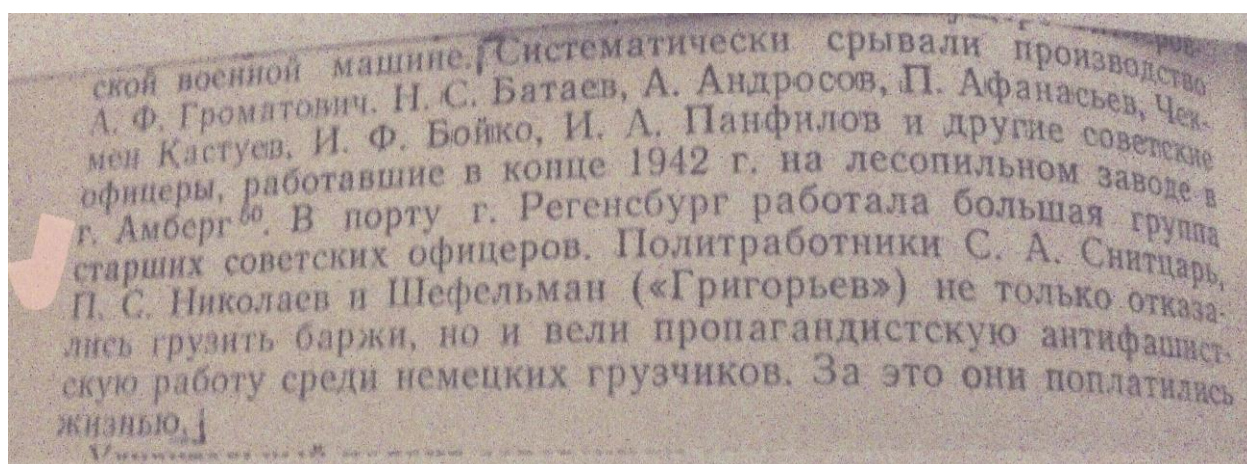 ской военной машине. Систематически срывали производство
А. Ф. Громатович, Н. С. Батаев, А. Андросов, П. Афанасьев, Чек-
мен Кастуев, И. Ф. Бойко, И. А. Панфилов и другие советские
офицеры, работавшие в конце 1942 г. на лесопильном заводе в
г. Амберг 60. В порту г. Регенсбург работала большая группа
старших советских офицеров. Политработники С. А. Снитцарь,
П. С. Николаев и Шефельман («Григорьев») не только отказа-
лись грузить баржи, но и вели пропагандистскую антифашист-
скую работу среди немецких грузчиков. За это они поплатились
жизнью.